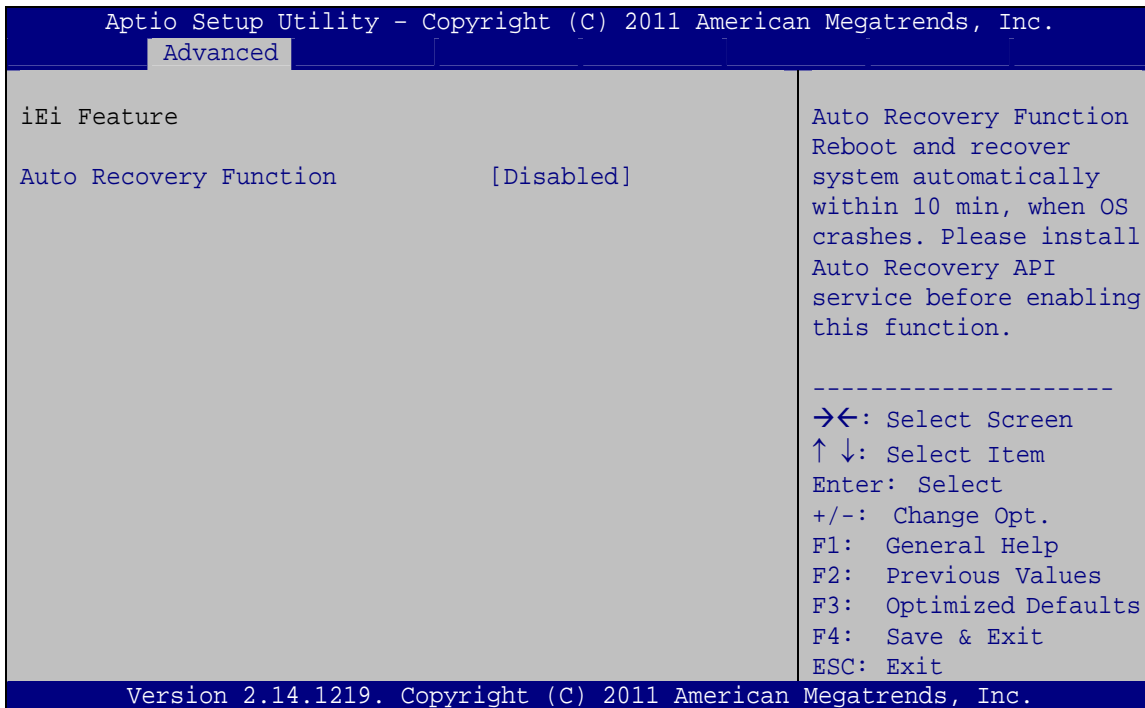 Aptio Setup Utility – Copyright (C) 2011 American Megatrends, Inc.
Advanced
iEi Feature
Auto Recovery Function [Disabled]
Auto Recovery Function
Reboot and recover
system automatically
within 10 min, when OS
crashes. Please install
Auto Recovery API
service before enabling
this function.
---------------------
→←: Select Screen
↑ ↓: Select Item
Enter: Select
+/-: Change Opt.
F1: General Help
F2: Previous Values
F3: Optimized Defaults
F4: Save & Exit
ESC: Exit
Version 2.14.1219. Copyright (C) 2011 American Megatrends, Inc.